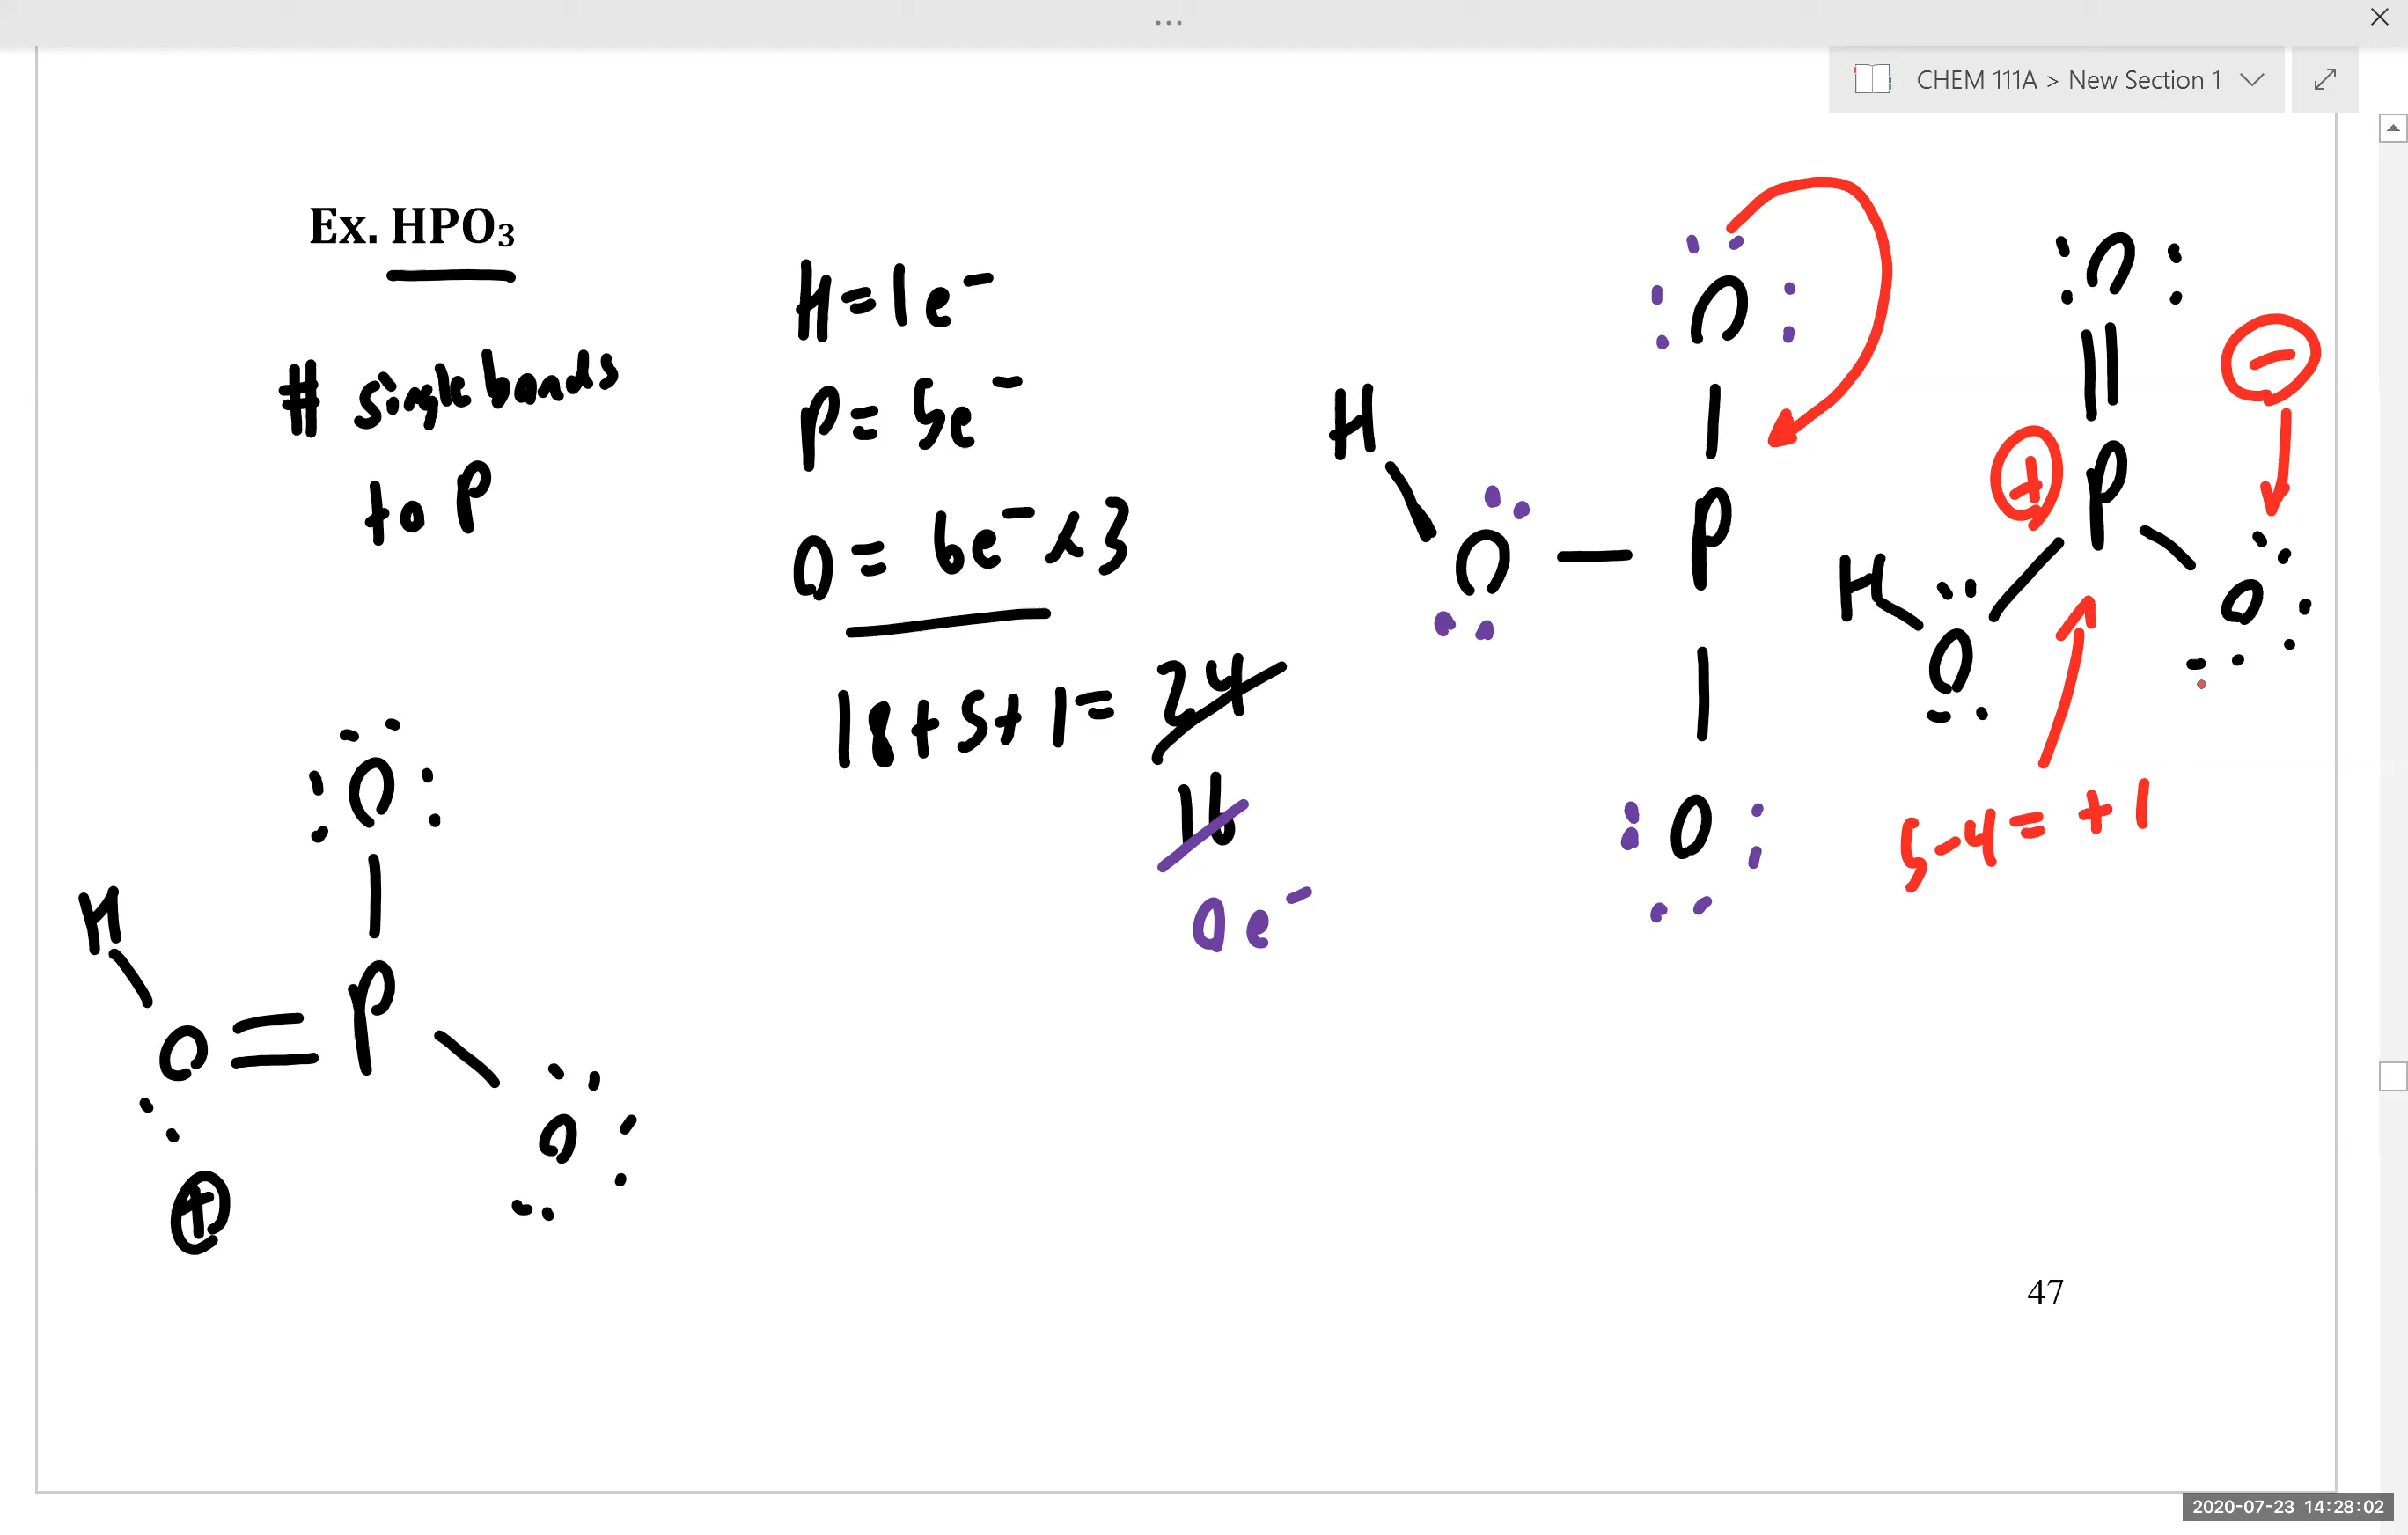 CHEM 111A > New Section 1
Ex. HPO₃
# single bonds
to P
H = 1e⁻
P = 5e⁻
O = 6e⁻ x 3
18 + 5 + 1 = 24
16
0e⁻
O
H
O – P
O
O
P
H
O
O
–
+
5 – 4 = +1
O
H
O = P
O
+
47
2020-07-23 14:28:02